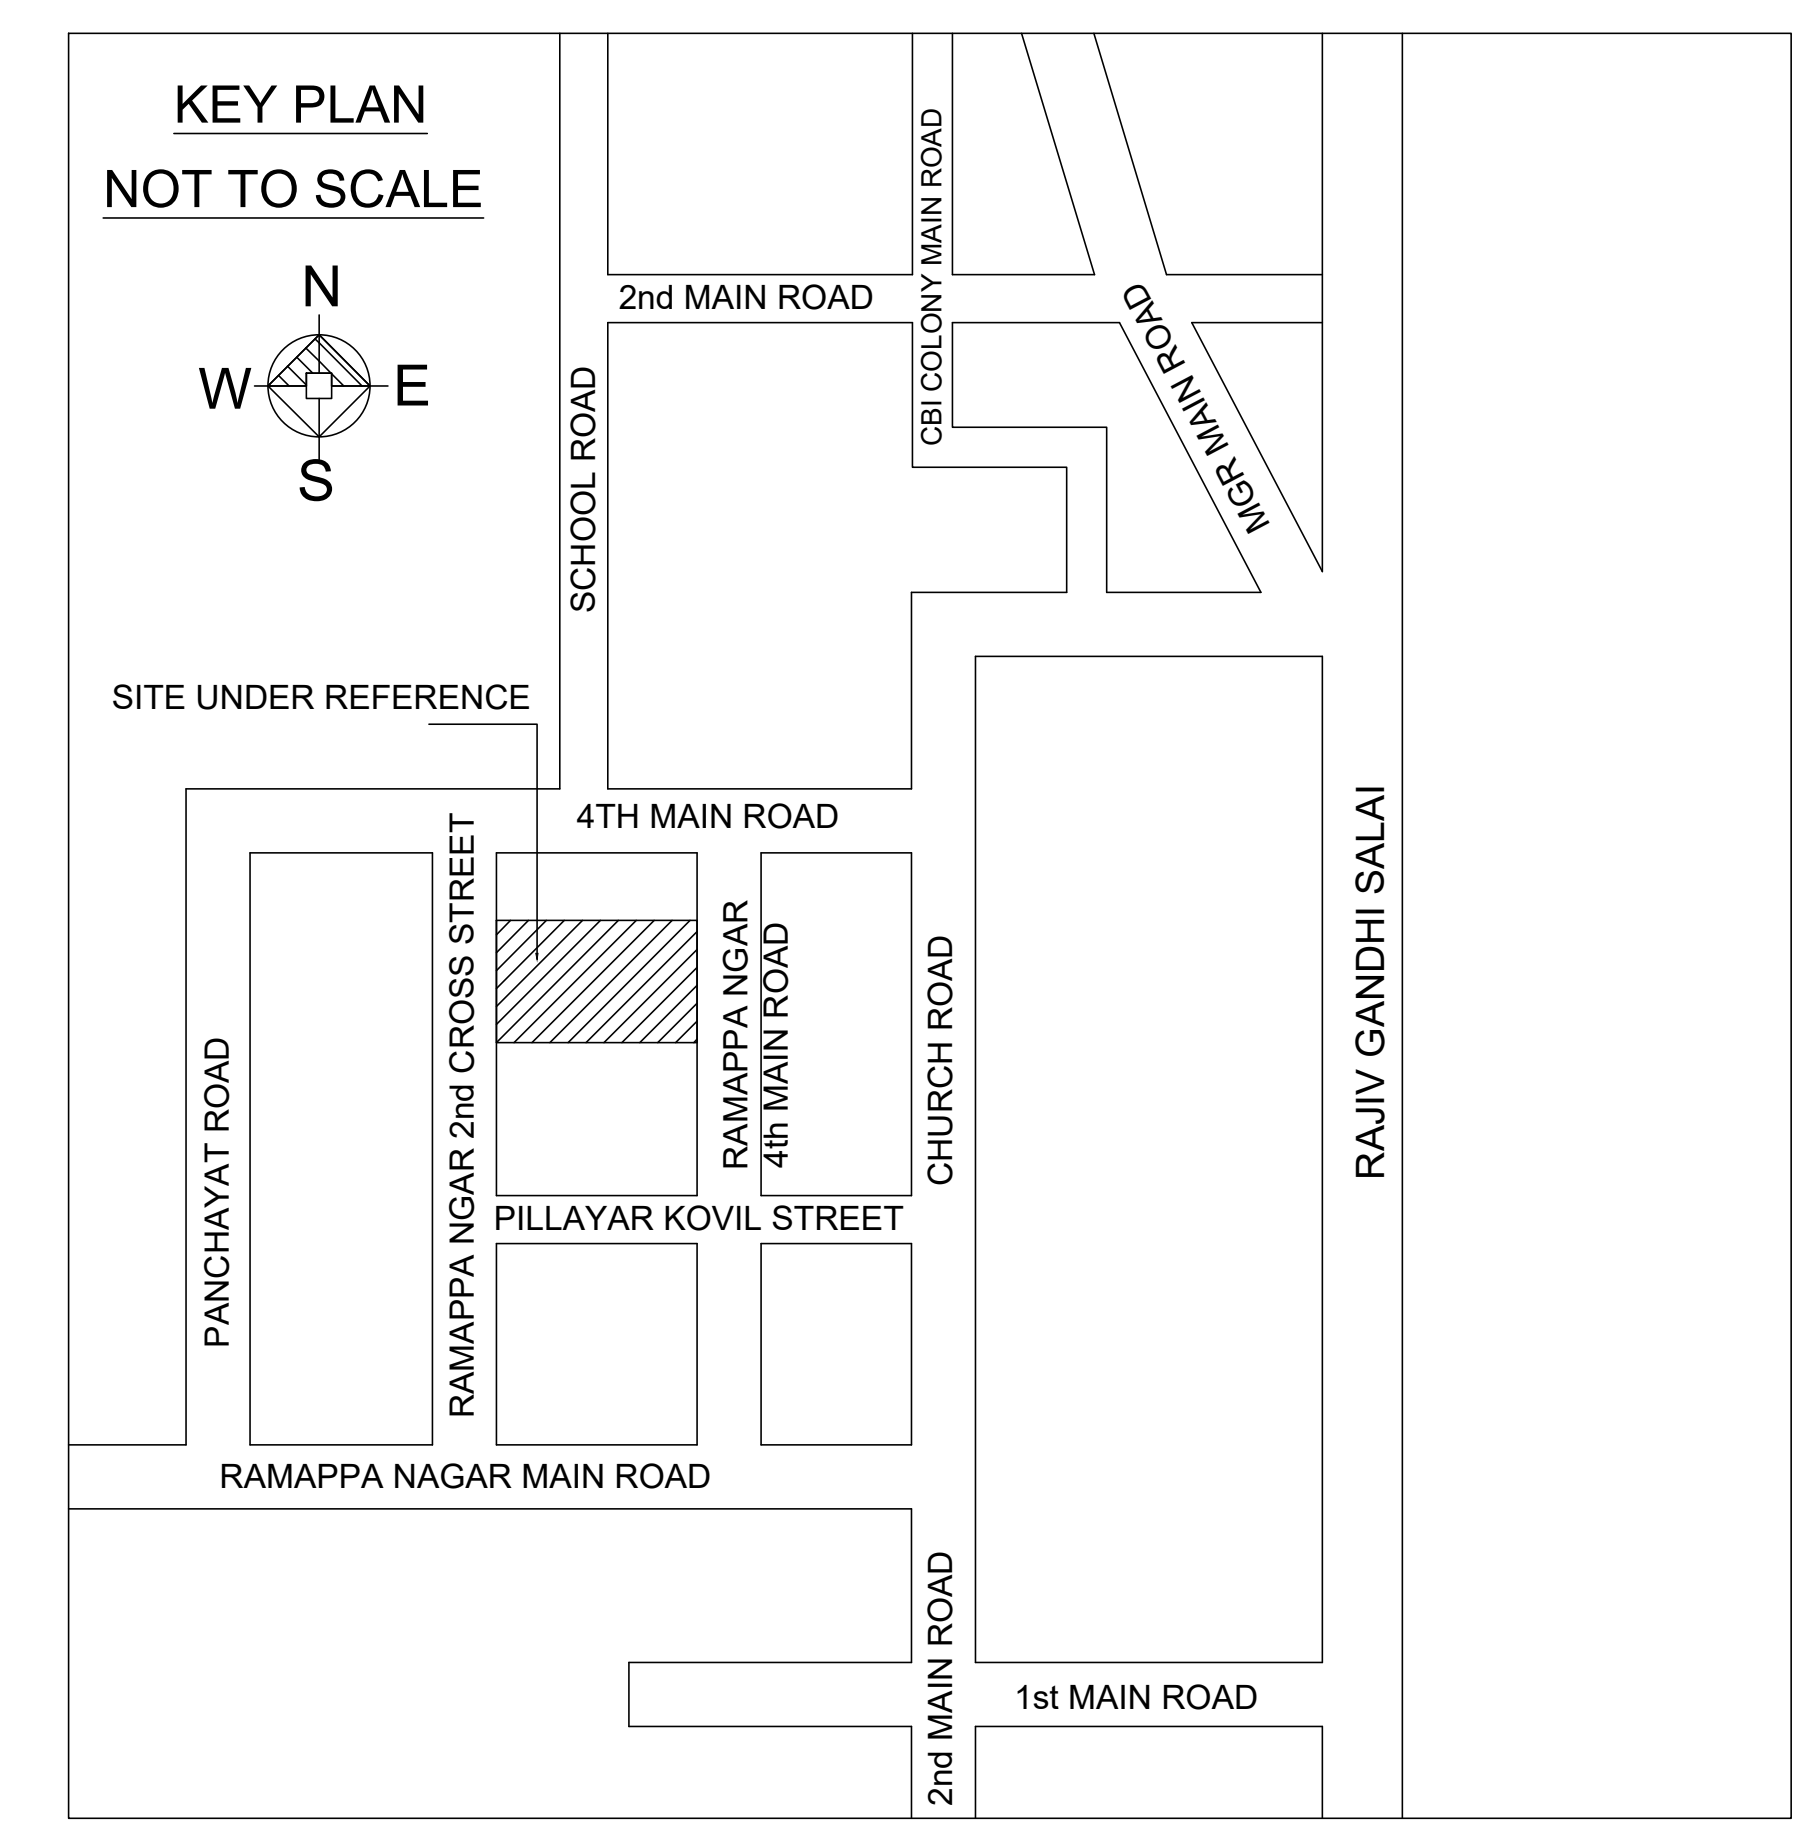 KEY PLAN
NOT TO SCALE
N
W
E
S
2nd MAIN ROAD
CBI COLONY MAIN ROAD
MGR MAIN ROAD
SCHOOL ROAD
SITE UNDER REFERENCE
4TH MAIN ROAD
RAMAPPA NGAR 2nd CROSS STREET
RAMAPPA NGAR
4th MAIN ROAD
CHURCH ROAD
RAJIV GANDHI SALAI
PANCHAYAT ROAD
PILLAYAR KOVIL STREET
RAMAPPA NAGAR MAIN ROAD
2nd MAIN ROAD
1st MAIN ROAD